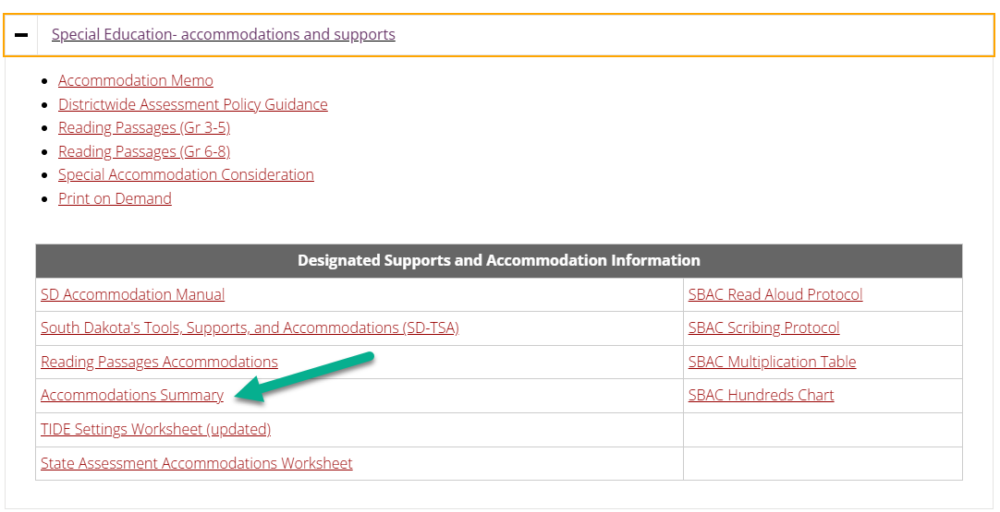 Special Education- accommodations and supports
Accommodation Memo
Districtwide Assessment Policy Guidance
Reading Passages (Gr 3-5)
Reading Passages (Gr 6-8)
Special Accommodation Consideration
Print on Demand
Designated Supports and Accommodation Information
SD Accommodation Manual
SBAC Read Aloud Protocol
South Dakota's Tools, Supports, and Accommodations (SD-TSA)
SBAC Scribing Protocol
Reading Passages Accommodations
SBAC Multiplication Table
Accommodations Summary
SBAC Hundreds Chart
TIDE Settings Worksheet (updated)
State Assessment Accommodations Worksheet